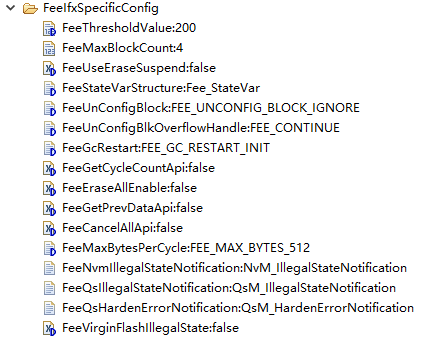 FeeIfxSpecificConfig
FeeThresholdValue:200
FeeMaxBlockCount:4
FeeUseEraseSuspend:false
FeeStateVarStructure:Fee_StateVar
FeeUnConfigBlock:FEE_UNCONFIG_BLOCK_IGNORE
FeeUnConfigBlkOverflowHandle:FEE_CONTINUE
FeeGcRestart:FEE_GC_RESTART_INIT
FeeGetCycleCountApi:false
FeeEraseAllEnable:false
FeeGetPrevDataApi:false
FeeCancelAllApi:false
FeeMaxBytesPerCycle:FEE_MAX_BYTES_512
FeeNvmIllegalStateNotification:NvM_IllegalStateNotification
FeeQsIllegalStateNotification:QsM_IllegalStateNotification
FeeQsHardenErrorNotification:QsM_HardenErrorNotification
FeeVirginFlashIllegalState:false